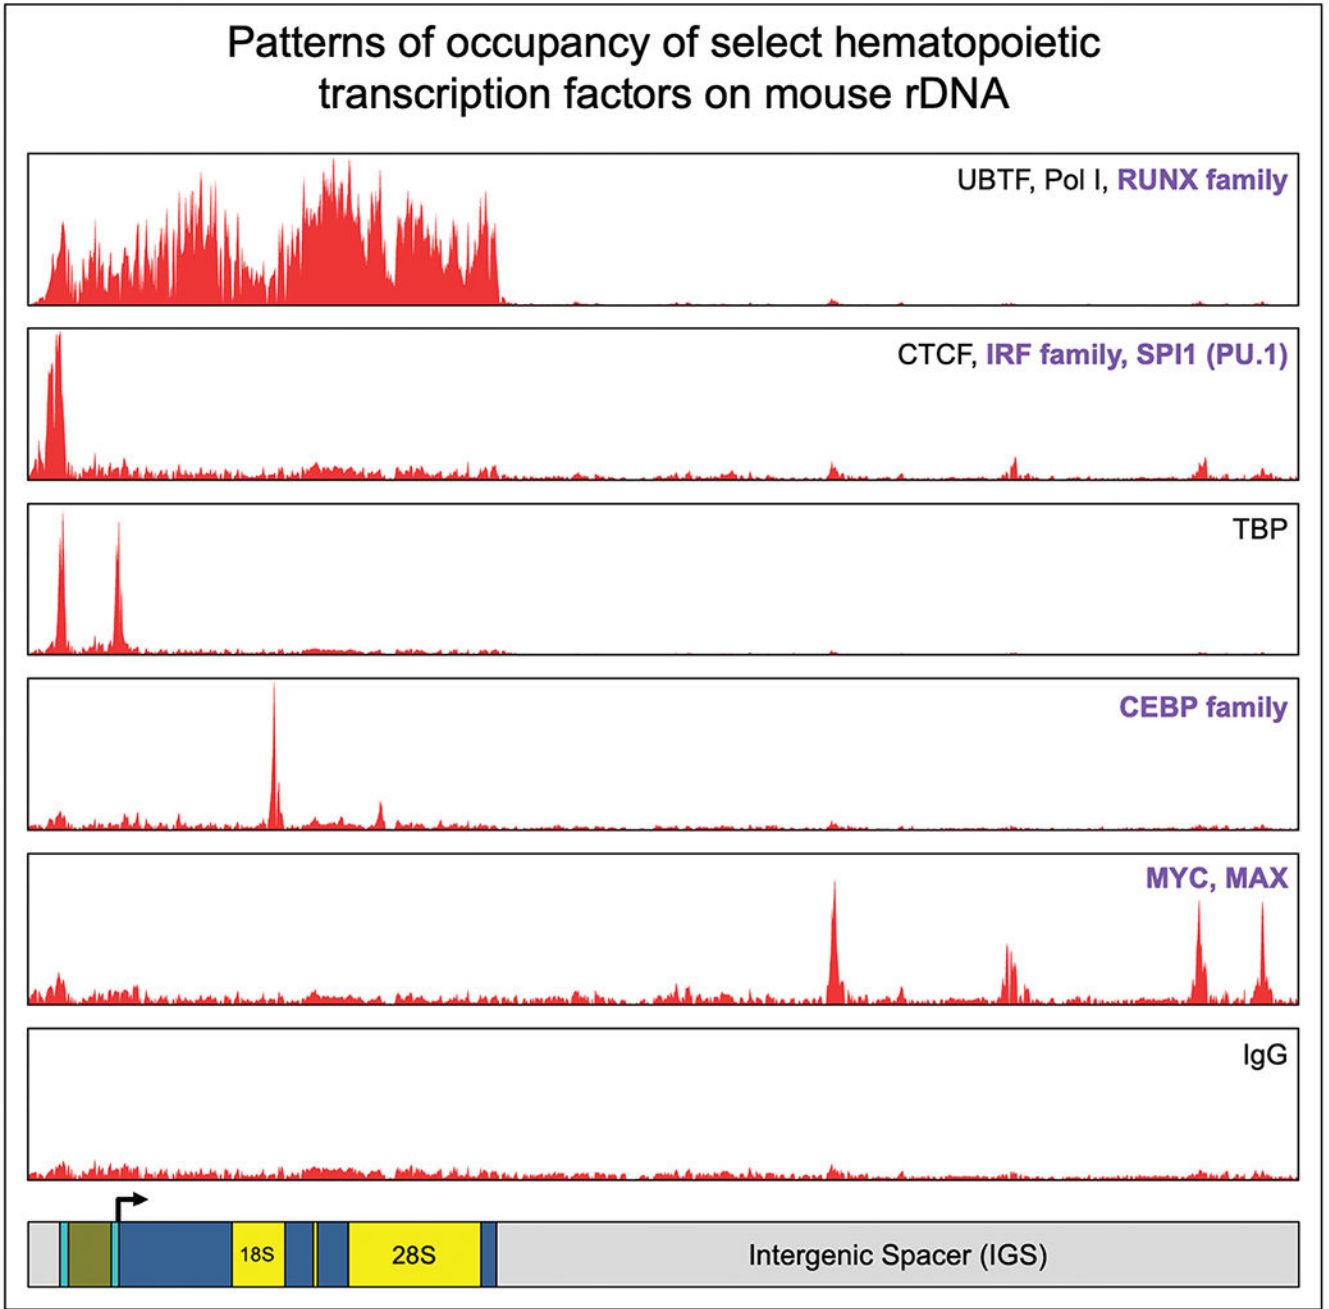 Patterns of occupancy of select hematopoietic
transcription factors on mouse rDNA
UBTF, Pol I, RUNX family
CTCF, IRF family, SPI1 (PU.1)
TBP
CEBP family
MYC, MAX
IgG
18S
28S
Intergenic Spacer (IGS)